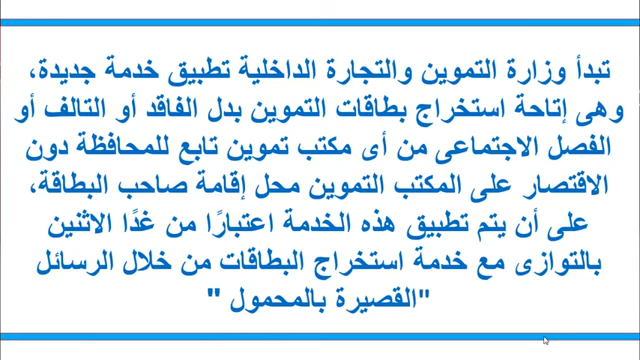 تبدأ وزارة التموين والتجارة الداخلية تطبيق خدمة جديدة،
وهى إتاحة استخراج بطاقات التموين بدل الفاقد أو التالف أو
الفصل الاجتماعى من أى مكتب تموين تابع للمحافظة دون
الاقتصار على المكتب التموين محل إقامة صاحب البطاقة،
على أن يتم تطبيق هذه الخدمة اعتبارًا من غدًا الاثنين
بالتوازى مع خدمة استخراج البطاقات من خلال الرسائل
"القصيرة بالمحمول "